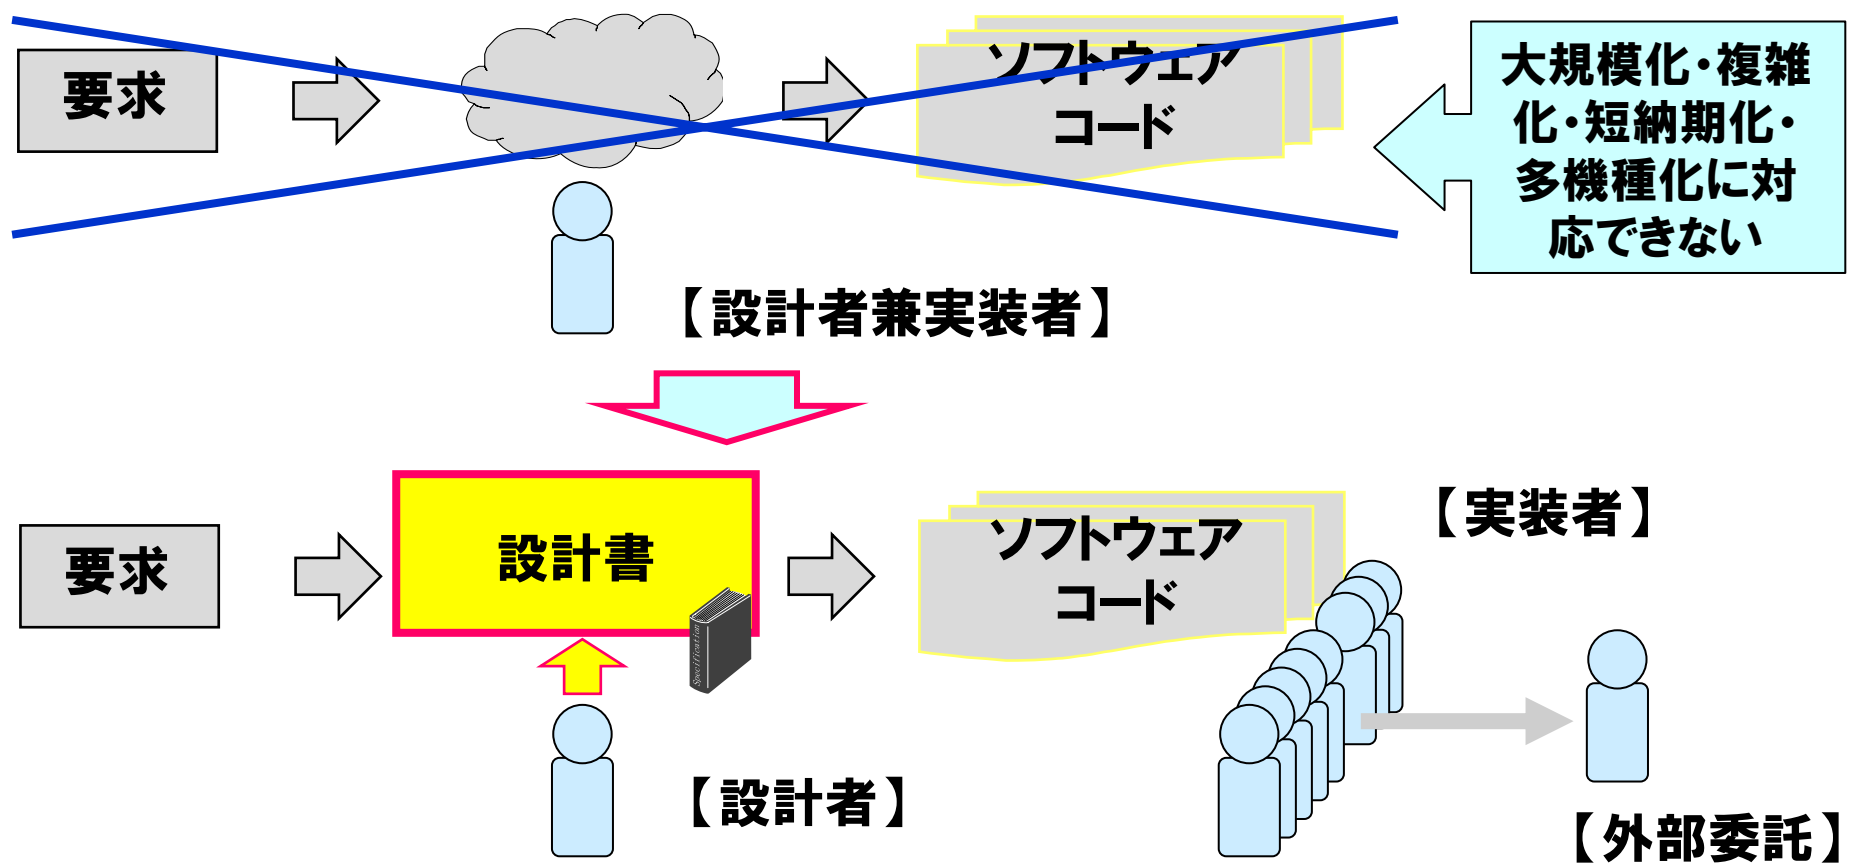 要求
ソフトウェア
コード
大規模化・複雑
化・短納期化・
多機種化に対
応できない
【設計者兼実装者】
要求
設計書
Specification
ソフトウェア
コード
【実装者】
【設計者】
【外部委託】